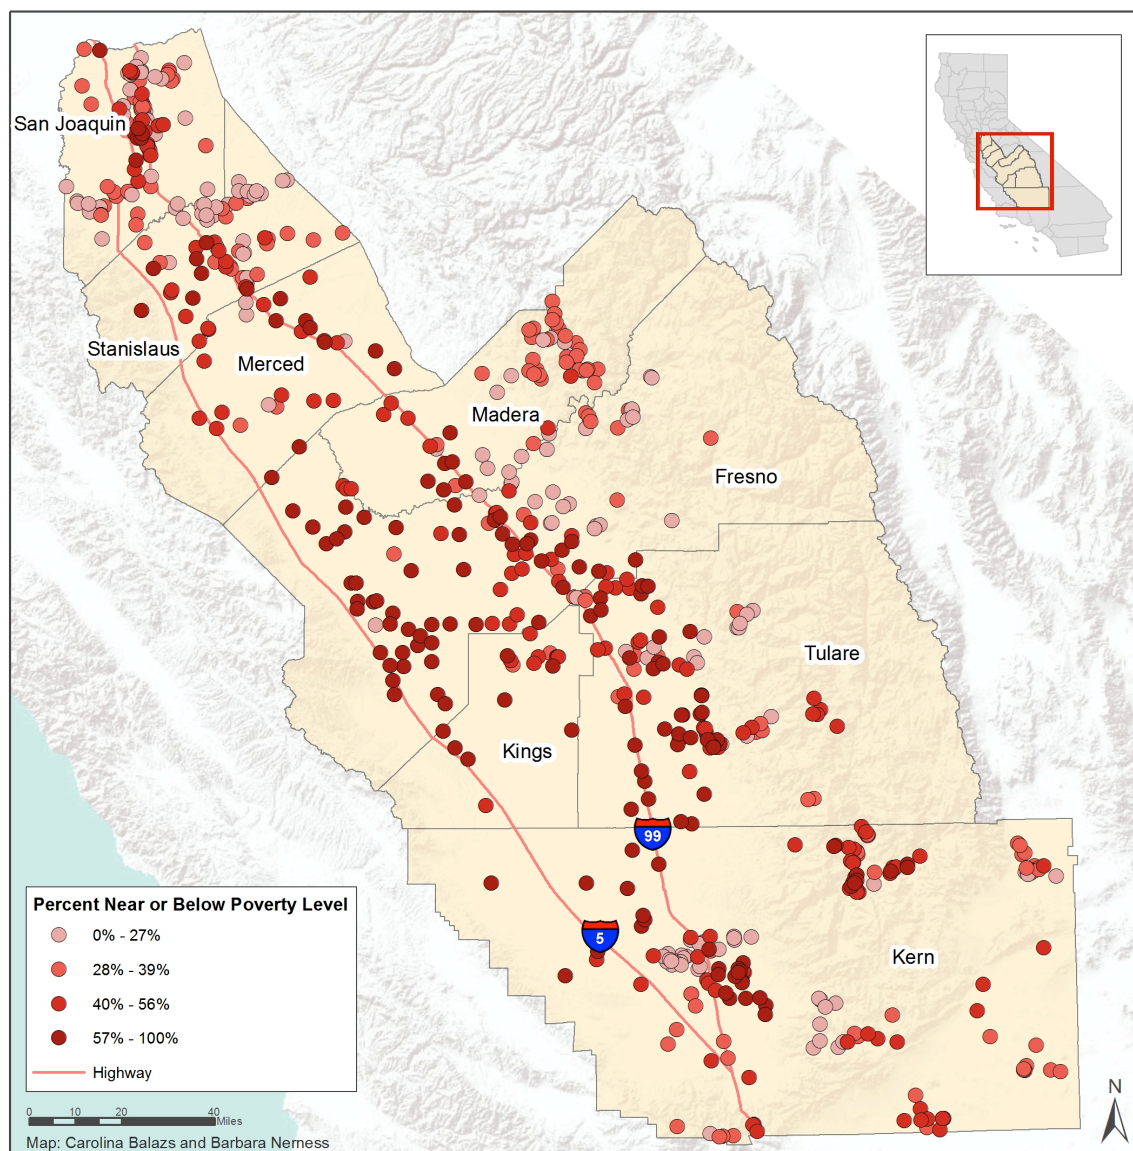 San Joaquin
Stanislaus
Merced
Madera
Fresno
Tulare
Kings
99
5
Kern
Percent Near or Below Poverty Level
0% - 27%
28% - 39%
40% - 56%
57% - 100%
Highway
0 10 20 40
Miles
N
Map: Carolina Balazs and Barbara Nerness